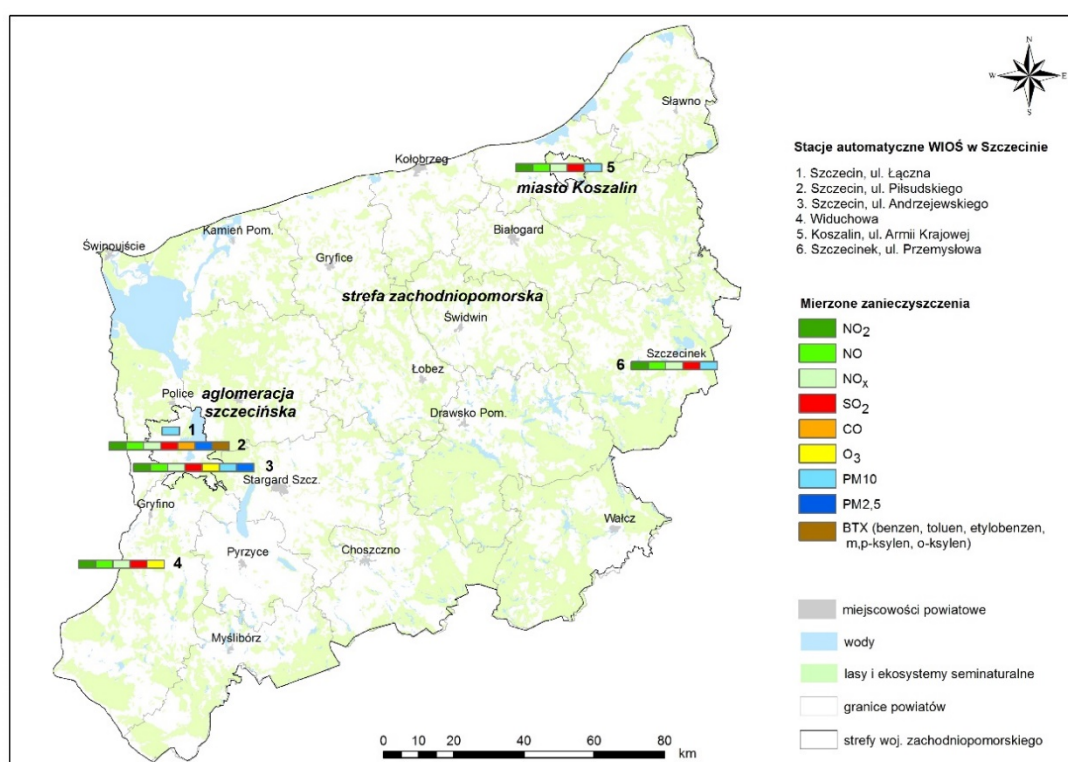 N
W
E
S
Sławno
Kołobrzeg
5
miasto Koszalin
Kamień Pom.
Świnoujście
Białogard
Gryfice
strefa zachodniopomorska
Świdwin
6
Szczecinek
Łobez
Police
aglomeracja
szczecińska
Drawsko Pom.
1
2
3
Stargard Szcz.
Gryfino
Wałcz
Pyrzyce
Choszczno
4
Myślibórz
0 10 20 40 60 80
km
Stacje automatyczne WIOŚ w Szczecinie
1. Szczecin, ul. Łączna
2. Szczecin, ul. Piłsudskiego
3. Szczecin, ul. Andrzejewskiego
4. Widuchowa
5. Koszalin, ul. Armii Krajowej
6. Szczecinek, ul. Przemysłowa
Mierzone zanieczyszczenia
NO2
NO
NOx
SO2
CO
O3
PM10
PM2,5
BTX (benzen, toluen, etylobenzen,
m,p-ksylen, o-ksylen)
miejscowości powiatowe
wody
lasy i ekosystemy seminaturalne
granice powiatów
strefy woj. zachodniopomorskiego